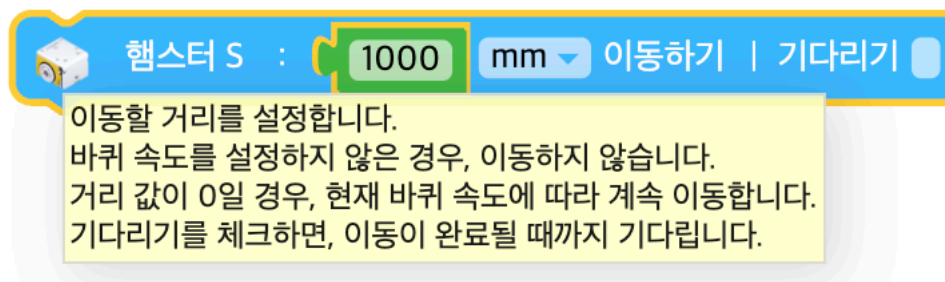 햄스터 S : 1000 mm 이동하기 | 기다리기
이동할 거리를 설정합니다.
바퀴 속도를 설정하지 않은 경우, 이동하지 않습니다.
거리 값이 0일 경우, 현재 바퀴 속도에 따라 계속 이동합니다.
기다리기를 체크하면, 이동이 완료될 때까지 기다립니다.